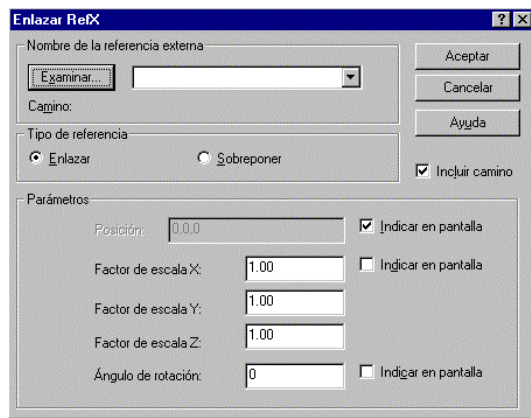 Enlazar RefX
Nombre de la referencia externa
Examinar...
Camino:
Aceptar
Cancelar
Ayuda
Tipo de referencia
Enlazar
Sobreponer
Incluir camino
Parámetros
Posición: 0,0,0 Indicar en pantalla
Factor de escala X: 1.00 Indicar en pantalla
Factor de escala Y: 1.00
Factor de escala Z: 1.00
Ángulo de rotación: 0 Indicar en pantalla